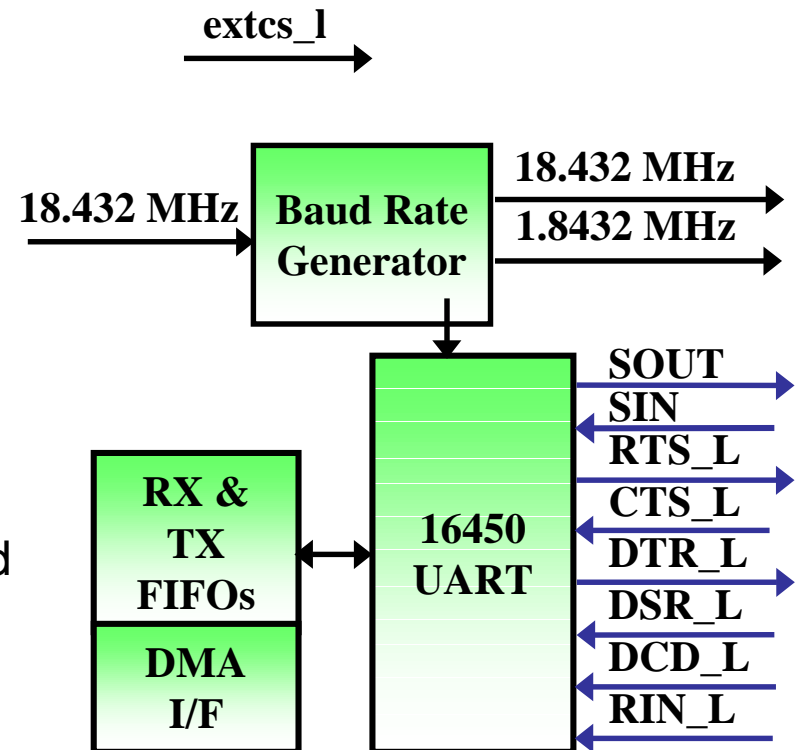 extcs_l
18.432 MHz
Baud Rate
Generator
18.432 MHz
1.8432 MHz
SOUT
SIN
RTS_L
CTS_L
DTR_L
DSR_L
DCD_L
RIN_L
16450
UART
RX &
TX
FIFOs
d
DMA
I/F